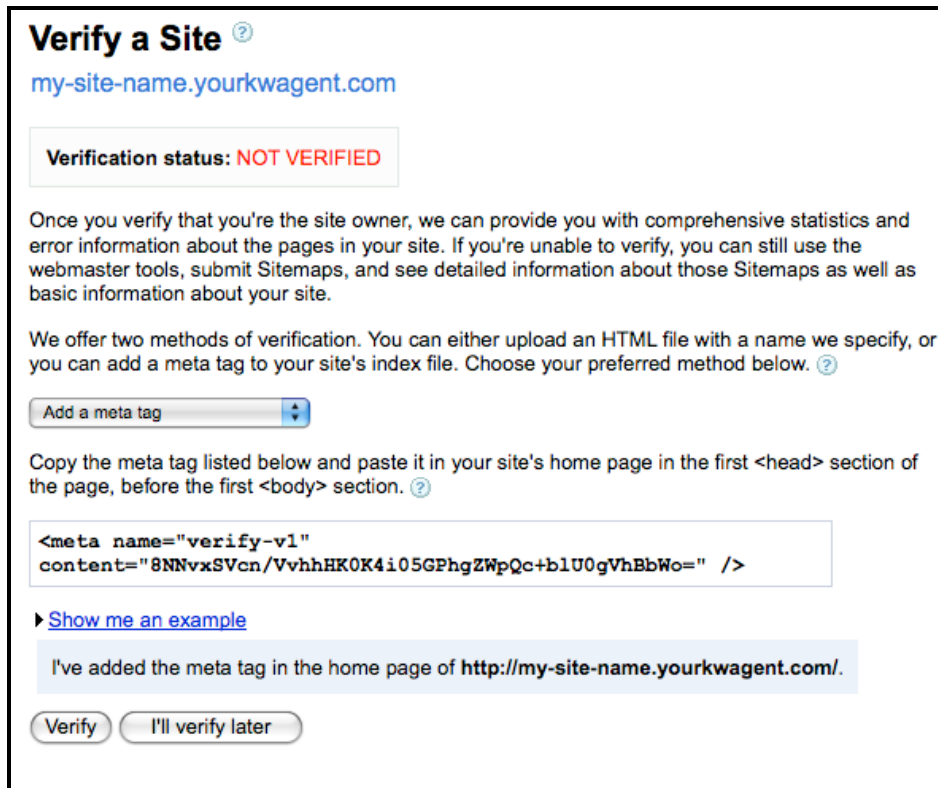 Verify a Site ?
my-site-name.yourkwagent.com
Verification status: NOT VERIFIED
Once you verify that you're the site owner, we can provide you with comprehensive statistics and
error information about the pages in your site. If you're unable to verify, you can still use the
webmaster tools, submit Sitemaps, and see detailed information about those Sitemaps as well as
basic information about your site.
We offer two methods of verification. You can either upload an HTML file with a name we specify, or
you can add a meta tag to your site's index file. Choose your preferred method below. ?
Add a meta tag
Copy the meta tag listed below and paste it in your site's home page in the first <head> section of
the page, before the first <body> section. ?
<meta name="verify-v1"
content="8NNvxSVcn/VvhhHK0K4i05GPhgZWpQc+blU0gVhBbWo=" />
Show me an example
I've added the meta tag in the home page of http://my-site-name.yourkwagent.com/.
Verify I'll verify later